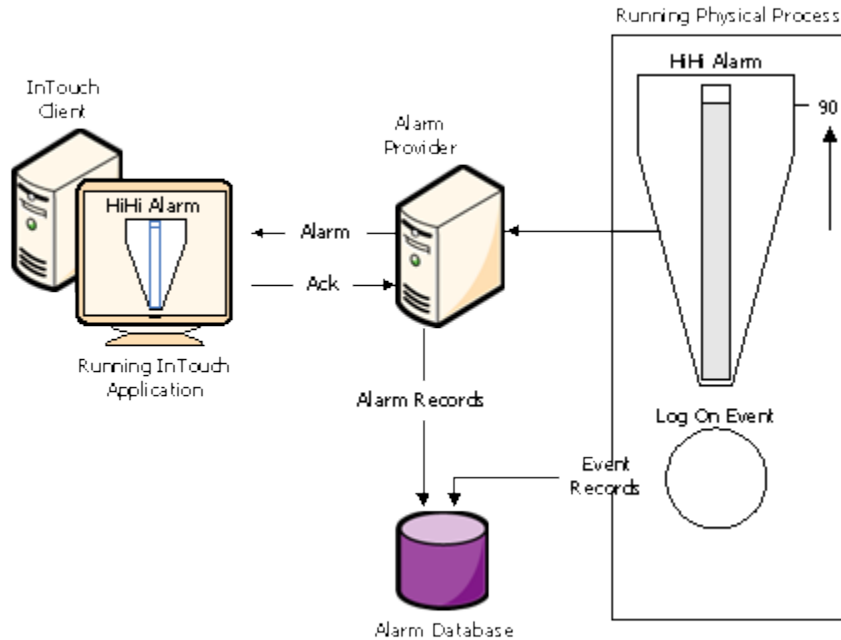 Running Physical Process
HiHi Alarm
90
InTouch
Client
Alarm
Provider
HiHi Alarm
Alarm
Ack
Running InTouch
Application
Alarm Records
Log On Event
Event
Records
Alarm Database